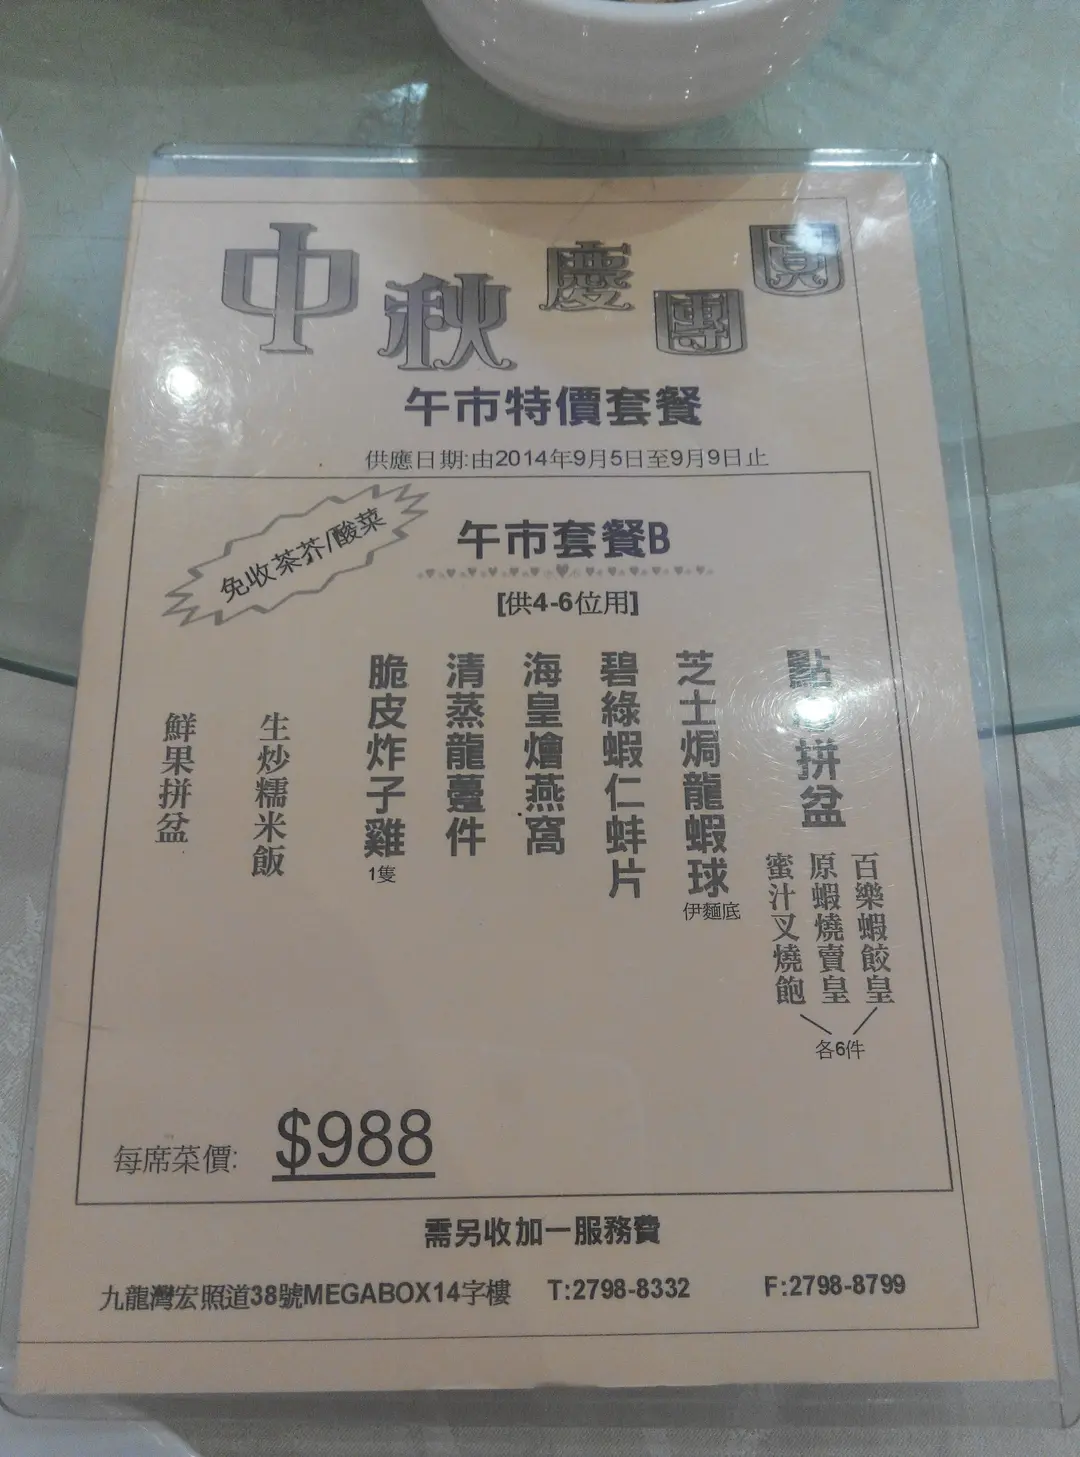 中秋慶團圓
午市特價套餐
供應日期:由2014年9月5日至9月9日止
免收茶芥/酸菜
午市套餐B
[供4-6位用]
點心拼盆
百樂蝦餃皇
原蝦燒賣皇
蜜汁叉燒飽
各6件
芝士焗龍蝦球
伊麵底
碧綠蝦仁蚌片
海皇燴燕窩
清蒸龍躉件
脆皮炸子雞
1隻
生炒糯米飯
鮮果拼盆
每席菜價: $988
需另收加一服務費
九龍灣宏照道38號MEGABOX14字樓 T:2798-8332 F:2798-8799